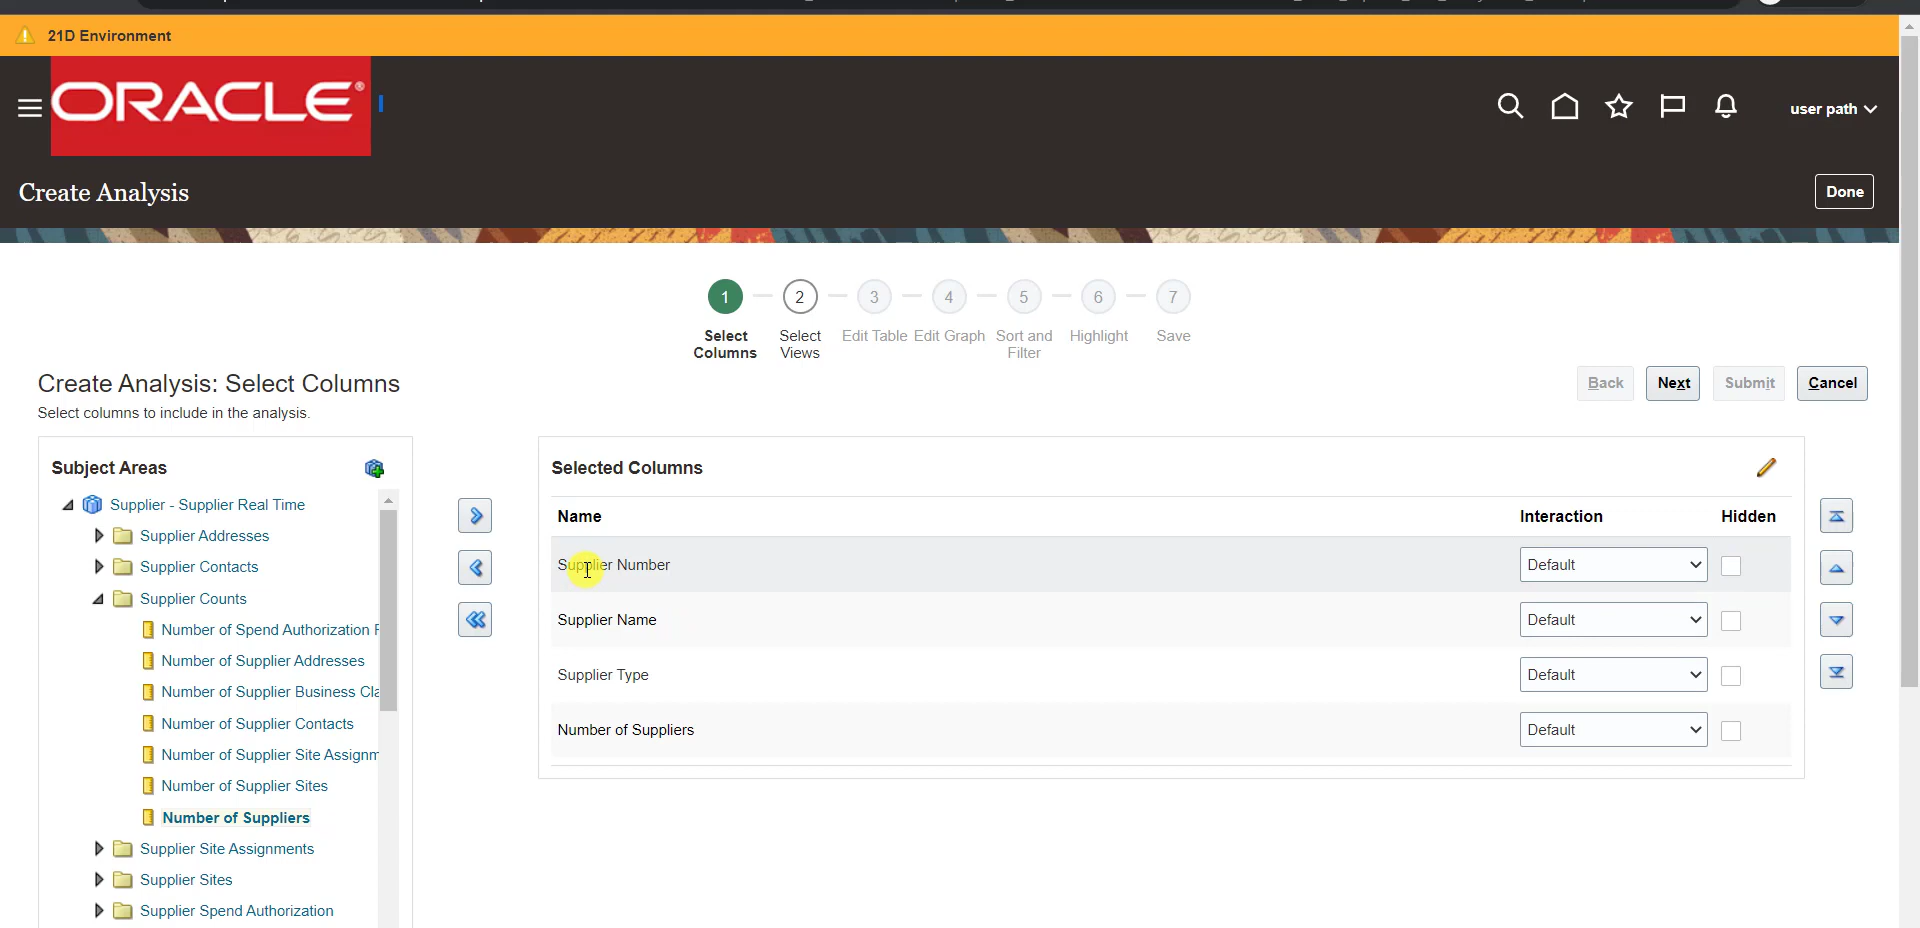 21D Environment
ORACLE®
user path
Create Analysis
Done
1 2 3 4 5 6 7
Select Columns
Select Views
Edit Table
Edit Graph
Sort and Filter
Highlight
Save
Create Analysis: Select Columns
Back Next Submit Cancel
Select columns to include in the analysis.
Subject Areas
Supplier - Supplier Real Time
Supplier Addresses
Supplier Contacts
Supplier Counts
Number of Spend Authorization
Number of Supplier Addresses
Number of Supplier Business Cla
Number of Supplier Contacts
Number of Supplier Site Assignm
Number of Supplier Sites
Number of Suppliers
Supplier Site Assignments
Supplier Sites
Supplier Spend Authorization
Selected Columns
Name Interaction Hidden
Supplier Number Default
Supplier Name Default
Supplier Type Default
Number of Suppliers Default